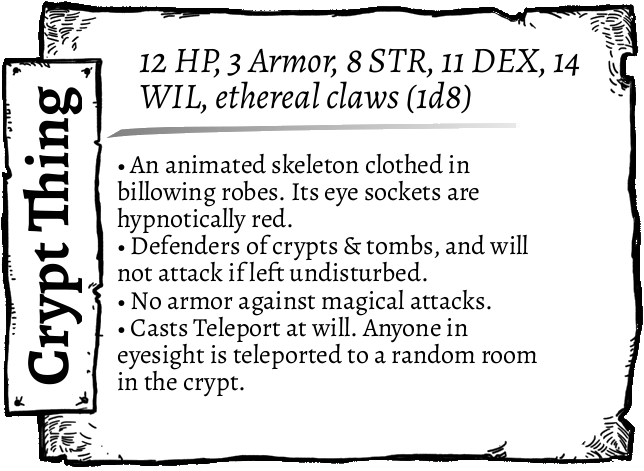 Crypt Thing
12 HP, 3 Armor, 8 STR, 11 DEX, 14
WIL, ethereal claws (1d8)
• An animated skeleton clothed in
billowing robes. Its eye sockets are
hypnotically red.
• Defenders of crypts & tombs, and will
not attack if left undisturbed.
• No armor against magical attacks.
• Casts Teleport at will. Anyone in
eyesight is teleported to a random room
in the crypt.